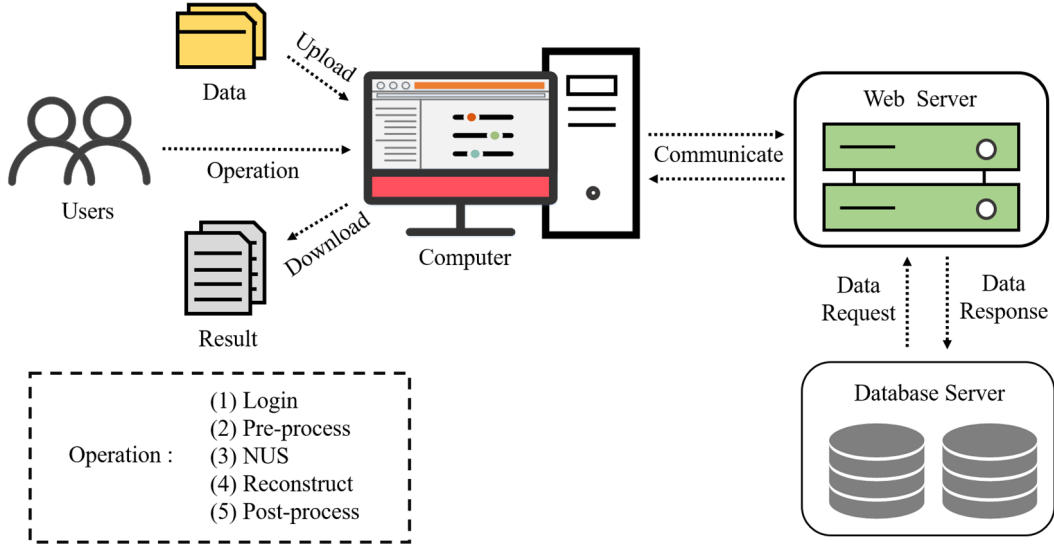 Data
Upload
Users
Operation
Download
Result
Computer
Communicate
Web Server
Data
Request
Data
Response
Database Server
Operation :
(1) Login
(2) Pre-process
(3) NUS
(4) Reconstruct
(5) Post-process